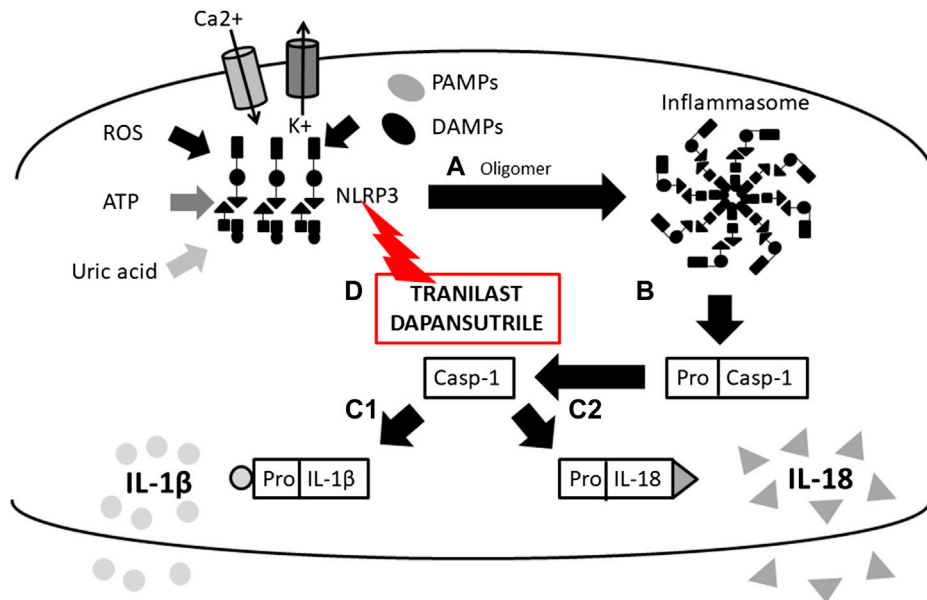 Ca2+
PAMPs
K+
DAMPs
ROS
Inflammasome
A
Oligomer
ATP
NLRP3
Uric acid
D
TRANILAST
DAPANSUTRILE
B
Casp-1
Pro Casp-1
C1
C2
IL-1β
Pro IL-1β
Pro IL-18
IL-18